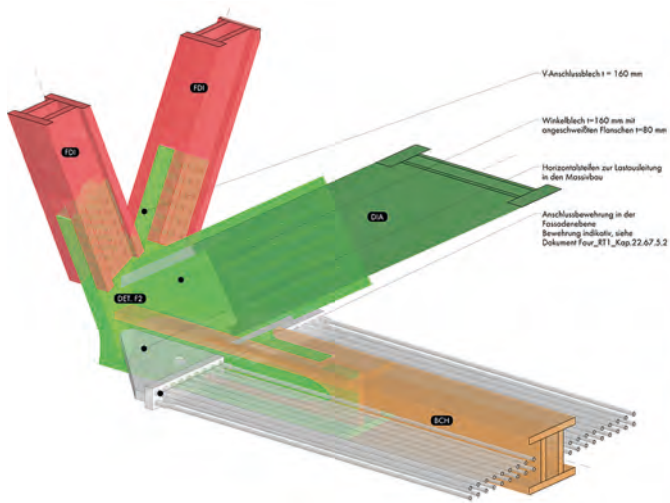 FDI
FDI
V-Anschlussblech t = 160 mm
Winkelblech t=160 mm mit
angeschweißten Flanschen t=80 mm
Horizontalsteifen zur Lastausleitung
in den Massivbau
DIA
Anschlussbewehrung in der
Fassadenebene
Bewehrung indikativ, siehe
Dokument Four_RT1_Kap.22.67.5.2
DET. F2
BCH